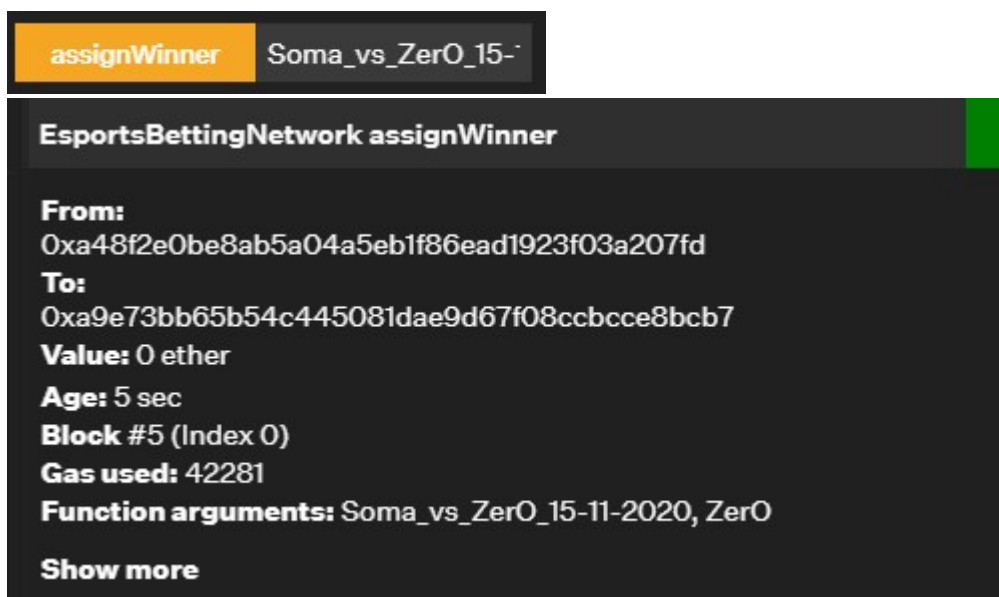 assignWinner Soma_vs_ZerO_15-
EsportsBettingNetwork assignWinner
From:
0xa48f2e0be8ab5a04a5eb1f86ead1923f03a207fd
To:
0xa9e73bb65b54c445081dae9d67f08ccbcce8bcb7
Value: 0 ether
Age: 5 sec
Block #5 (Index 0)
Gas used: 42281
Function arguments: Soma_vs_ZerO_15-11-2020, ZerO
Show more